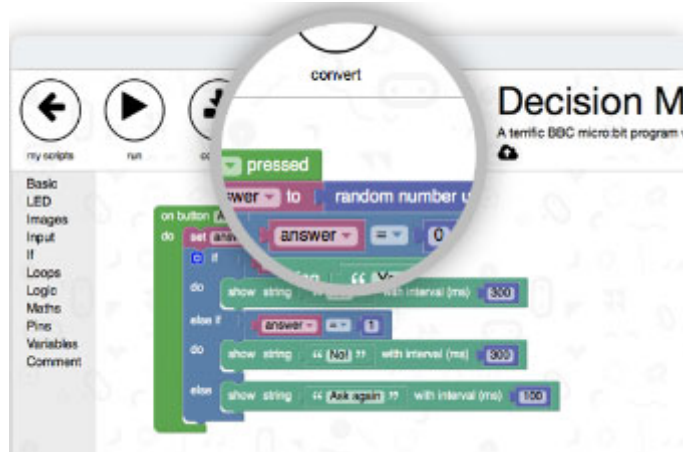 convert
Decision M
A terrific BBC micro:bit program
my scripts
run
Basic
LED
Images
Input
If
Loops
Logic
Maths
Pins
Variables
Comment
pressed
to random number
on button
do set
answer = 0
if
do show string with interval (ms) 300
else if answer = 1
do show string “ No! ” with interval (ms) 300
else show string “ Ask again ” with interval (ms) 100